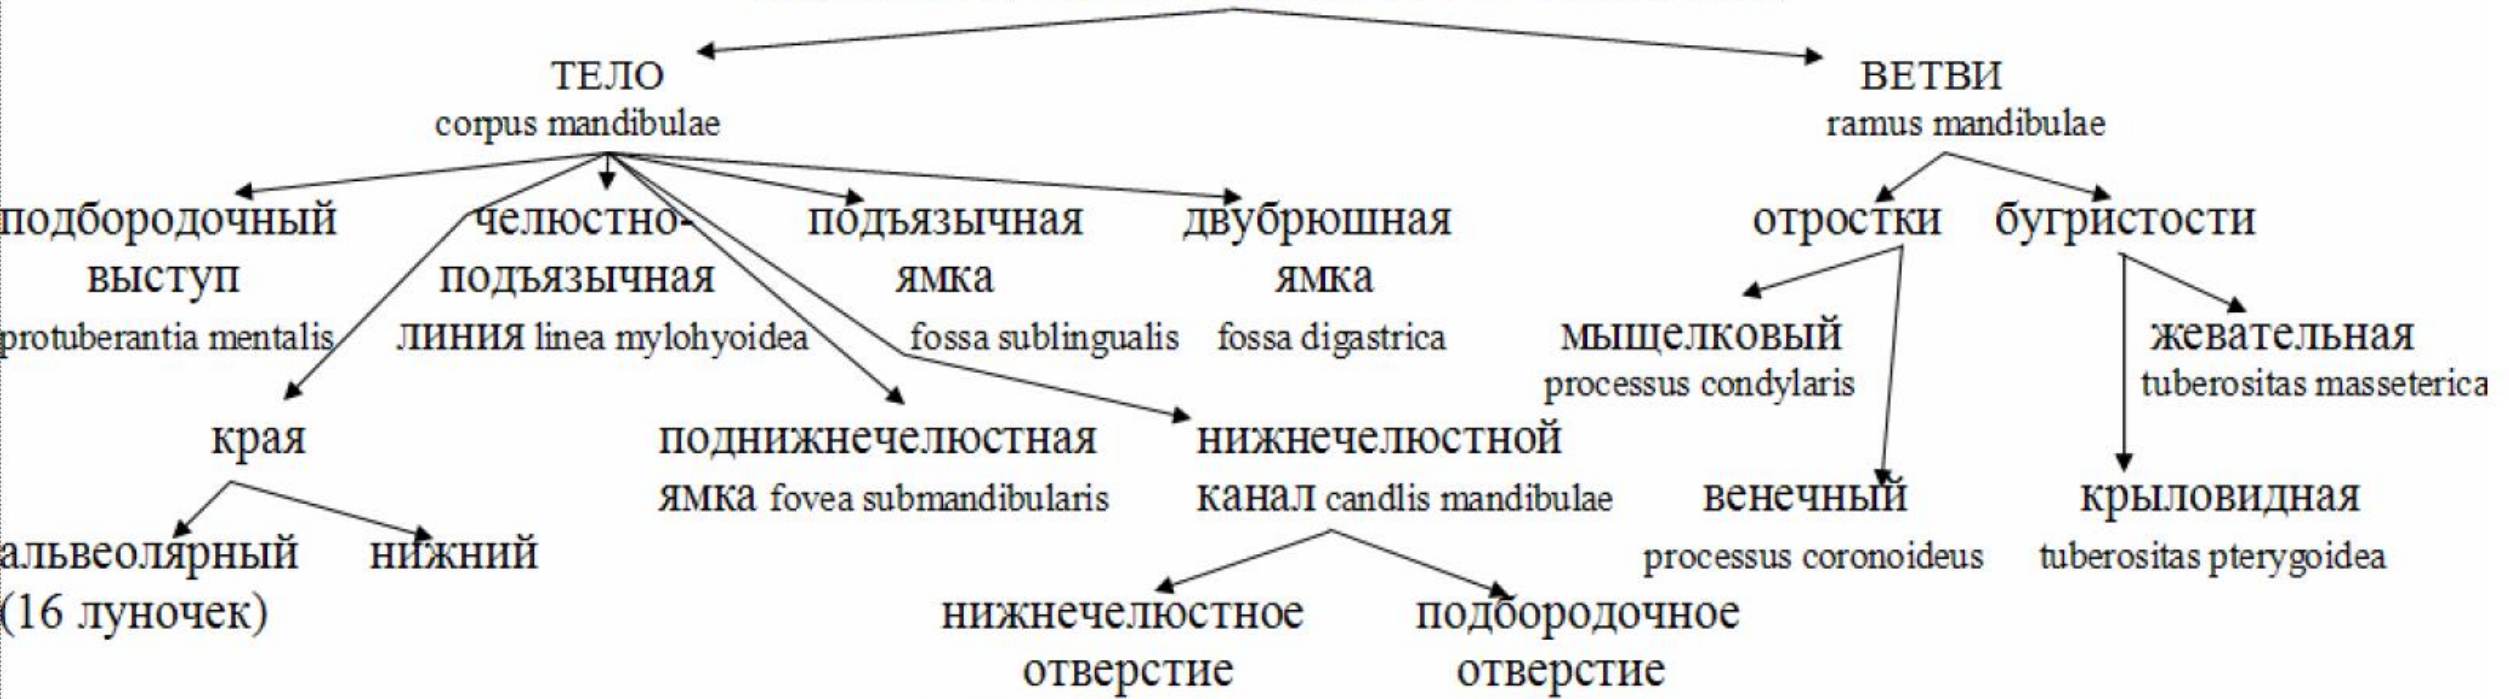 ТЕЛО
corpus mandibulae
ВЕТВИ
ramus mandibulae
подбородочный
выступ
protuberantia mentalis
челюстно-
подъязычная
линия linea mylohyoidea
подъязычная
ямка
fossa sublingualis
двубрюшная
ямка
fossa digastrica
отростки
бугристости
мыщелковый
processus condylaris
жевательная
tuberositas masseterica
края
поднижнечелюстная
ямка fovea submandibularis
нижнечелюстной
канал candlis mandibulae
венечный
processus coronoideus
крыловидная
tuberositas pterygoidea
альвеолярный
(16 луночек)
нижний
нижнечелюстное
отверстие
подбородочное
отверстие